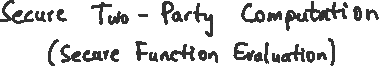 Secure Two-Party Computation
(Secure Function Evaluation)